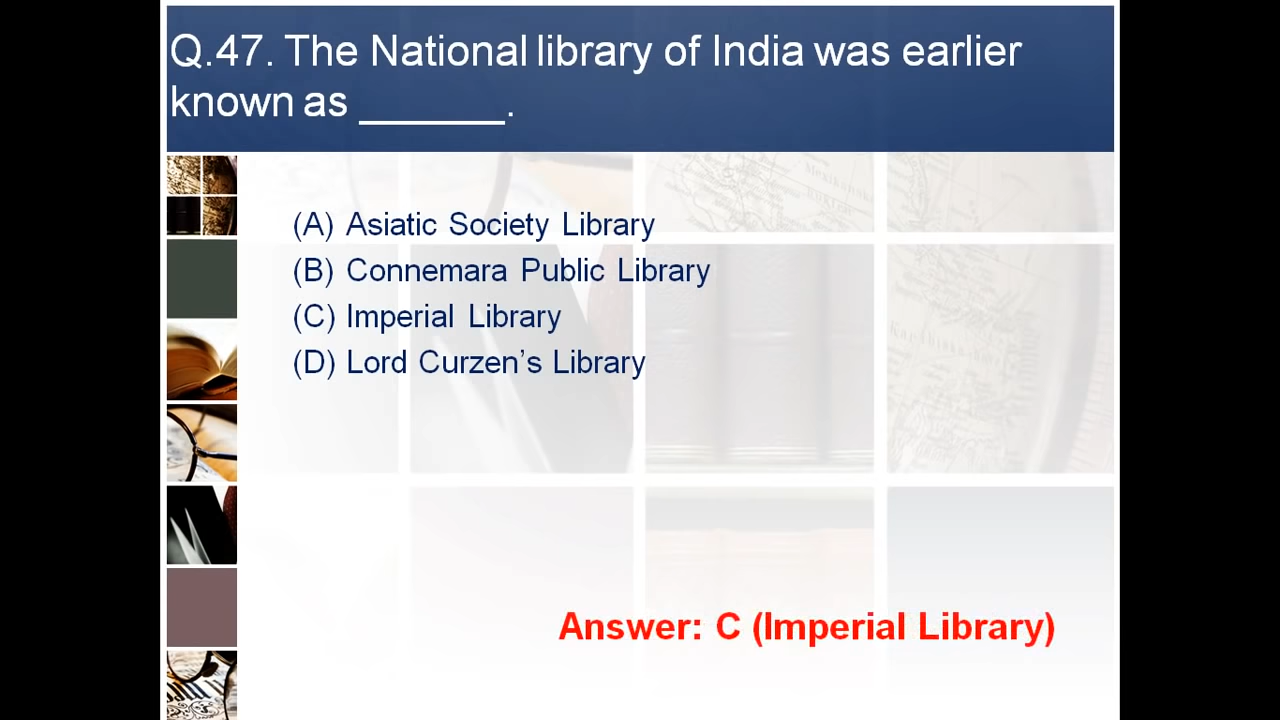 Q.47. The National library of India was earlier
known as _______.
(A) Asiatic Society Library
(B) Connemara Public Library
(C) Imperial Library
(D) Lord Curzen’s Library
Answer: C (Imperial Library)